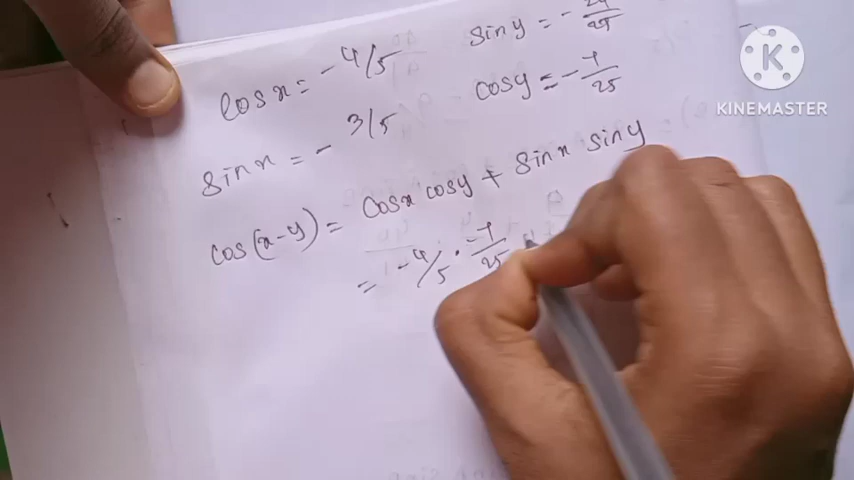 cos x = -4/5 sin y = -24/25
sin x = -3/5 cos y = -7/25
cos(x-y) = cos x cos y + sin x sin y
= -4/5 · -7/25
KINEMASTER